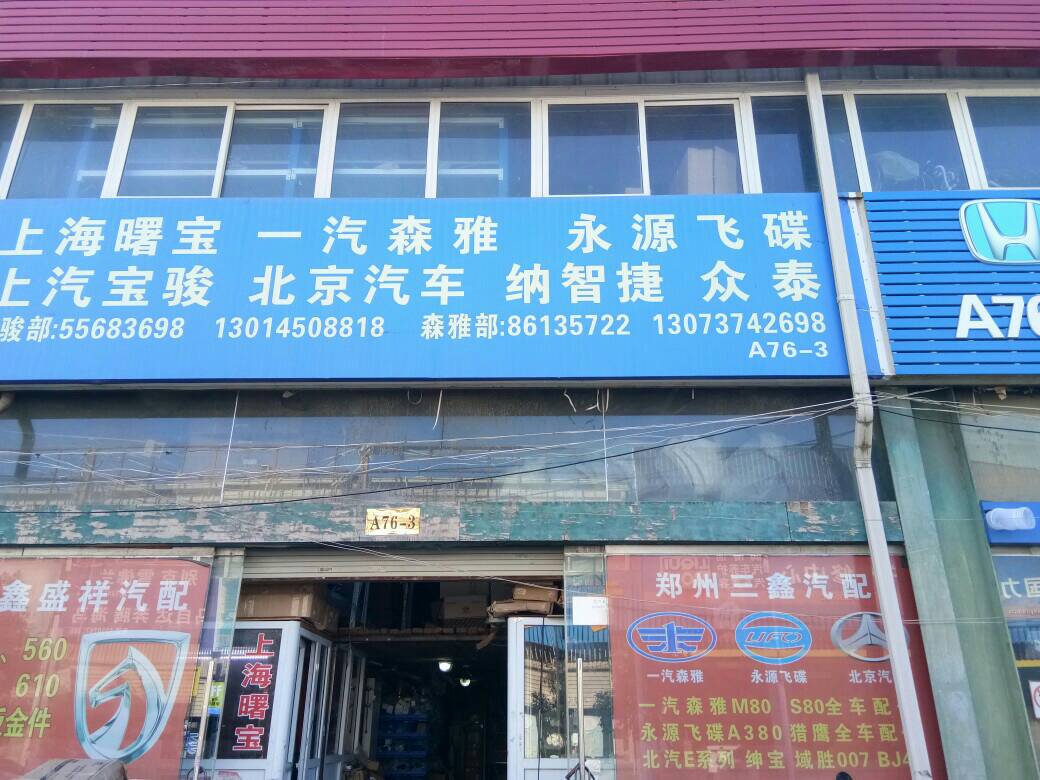 上海曙宝 一汽森雅 永源飞碟
上汽宝骏 北京汽车 纳智捷 众泰
骏部:55683698 13014508818 森雅部:86135722 13073742698
A76-3
A76
A76-3
鑫盛祥汽配
、560
610
钣金件
上海曙宝
郑州三鑫汽配
UFO
一汽森雅 永源飞碟 北京汽
一汽森雅M80 S80全车配
永源飞碟A380 猎鹰全车配
北汽E系列 绅宝 域胜007 BJ4
国力